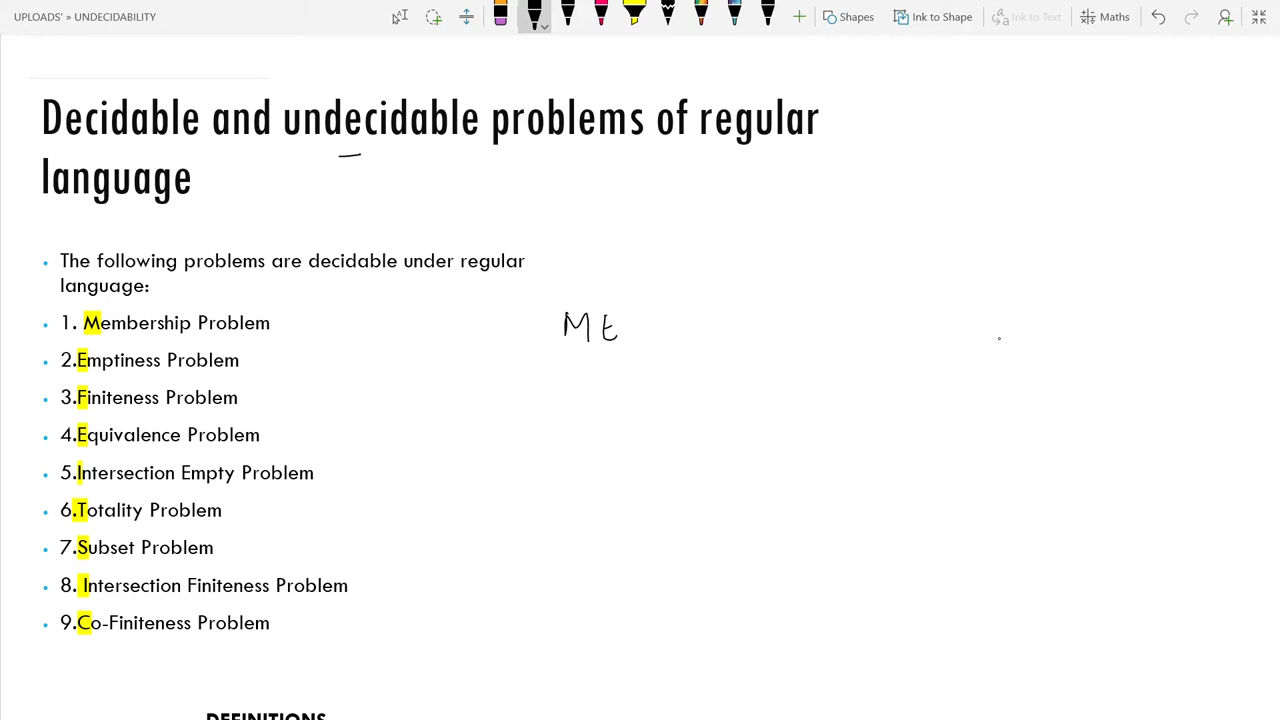 UPLOADS' » UNDECIDABILITY
Shapes Ink to Shape Ink to Text Maths
Decidable and undecidable problems of regular
language
• The following problems are decidable under regular
language:
• 1. Membership Problem
M E
• 2.Emptiness Problem
• 3.Finiteness Problem
• 4.Equivalence Problem
• 5.Intersection Empty Problem
• 6.Totality Problem
• 7.Subset Problem
• 8. Intersection Finiteness Problem
• 9.Co-Finiteness Problem
DEFINITIONS